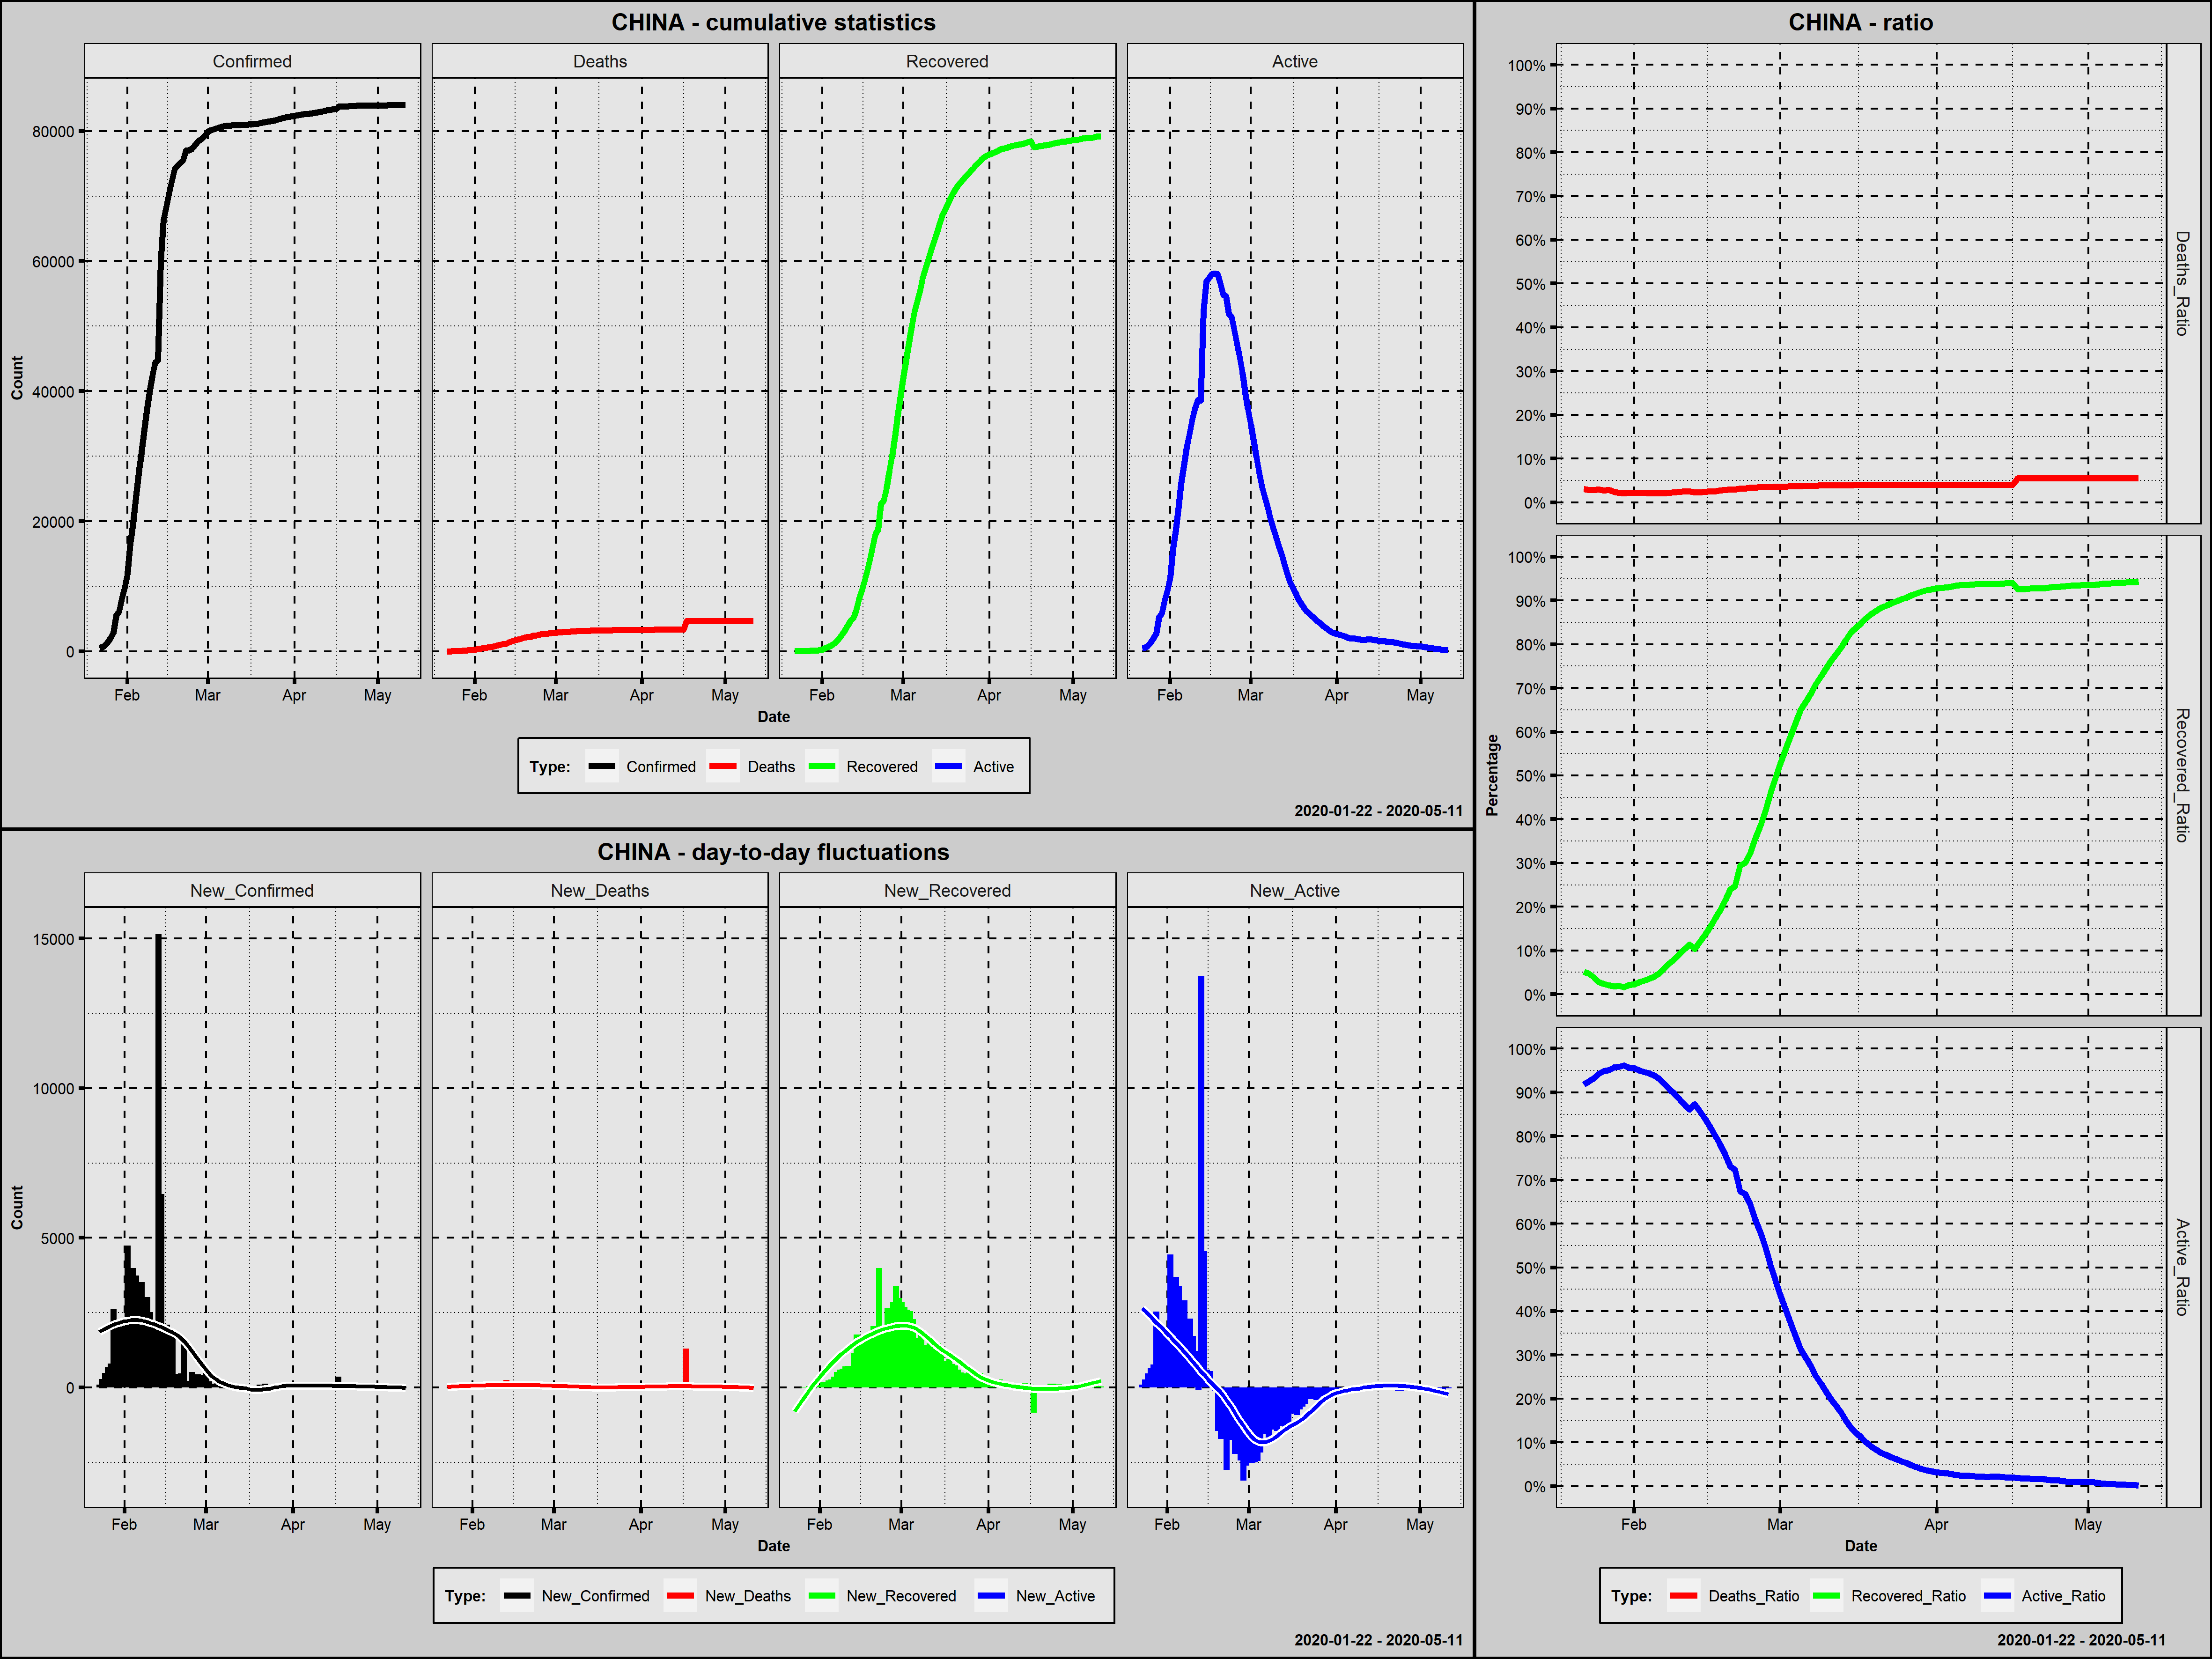 CHINA - cumulative statistics
Confirmed Deaths Recovered Active
80000
60000
40000
20000
0
Count
Feb Mar Apr May Feb Mar Apr May Feb Mar Apr May Feb Mar Apr May
Date
Type: Confirmed Deaths Recovered Active
2020-01-22 - 2020-05-11
CHINA - day-to-day fluctuations
New_Confirmed New_Deaths New_Recovered New_Active
15000
10000
5000
0
Count
Feb Mar Apr May Feb Mar Apr May Feb Mar Apr May Feb Mar Apr May
Date
Type: New_Confirmed New_Deaths New_Recovered New_Active
2020-01-22 - 2020-05-11
CHINA - ratio
100%
90%
80%
70%
60%
50%
40%
30%
20%
10%
0%
Deaths_Ratio
100%
90%
80%
70%
60%
50%
40%
30%
20%
10%
0%
Recovered_Ratio
Percentage
100%
90%
80%
70%
60%
50%
40%
30%
20%
10%
0%
Active_Ratio
Feb Mar Apr May
Date
Type: Deaths_Ratio Recovered_Ratio Active_Ratio
2020-01-22 - 2020-05-11